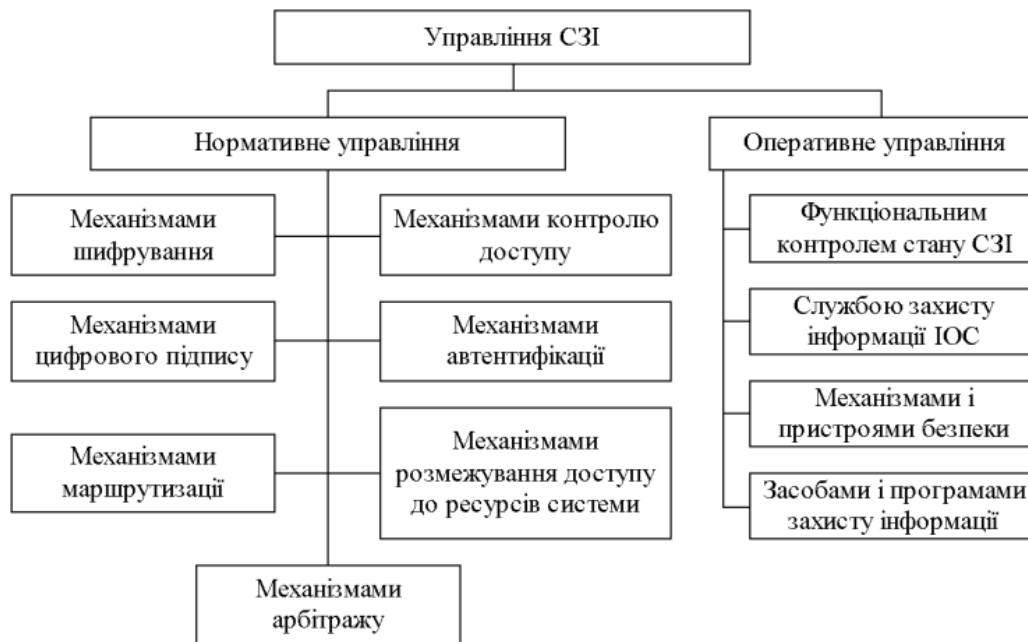 Управління СЗІ
Нормативне управління
Оперативне управління
Механізмами
шифрування
Механізмами контролю
доступу
Механізмами
цифрового підпису
Механізмами
автентифікації
Механізмами
маршрутизації
Механізмами
розмежування доступу
до ресурсів системи
Механізмами
арбітражу
Функціональним
контролем стану СЗІ
Службою захисту
інформації ІОС
Механізмами і
пристроями безпеки
Засобами і програмами
захисту інформації